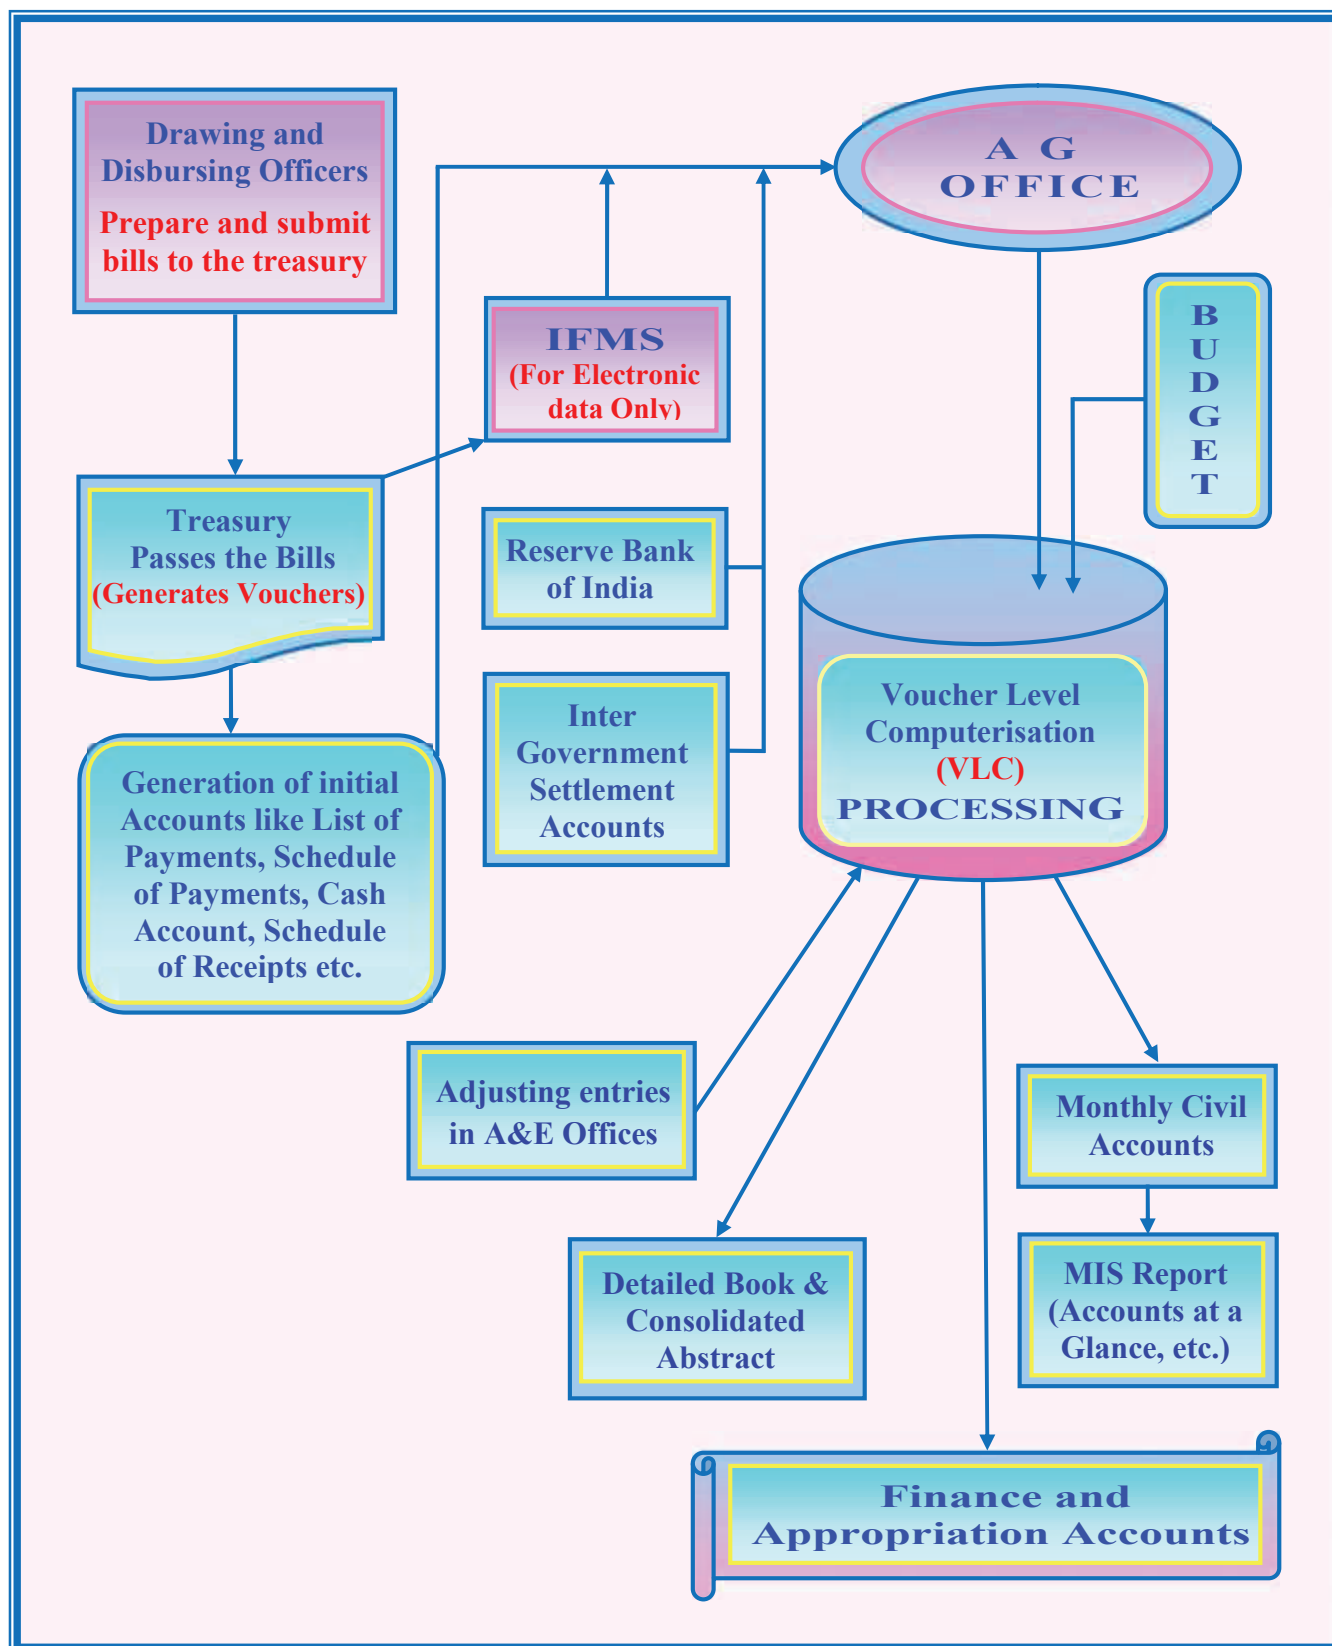 Drawing and
Disbursing Officers
Prepare and submit
bills to the treasury
A G
OFFICE
IFMS
(For Electronic
data Only)
B
U
D
G
E
T
Treasury
Passes the Bills
(Generates Vouchers)
Reserve Bank
of India
Inter
Government
Settlement
Accounts
Voucher Level
Computerisation
(VLC)
PROCESSING
Generation of initial
Accounts like List of
Payments, Schedule
of Payments, Cash
Account, Schedule
of Receipts etc.
Adjusting entries
in A&E Offices
Monthly Civil
Accounts
Detailed Book &
Consolidated
Abstract
MIS Report
(Accounts at a
Glance, etc.)
Finance and
Appropriation Accounts